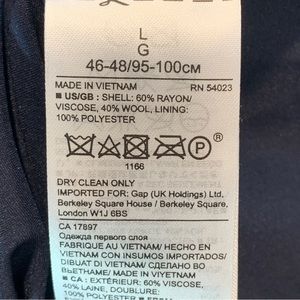 L
G
46-48/95-100CM
MADE IN VIETNAM RN 54023
■ US/GB : SHELL: 60% RAYON/
VISCOSE, 40% WOOL, LINING:
100% POLYESTER
P
1166
DRY CLEAN ONLY
IMPORTED FOR: Gap (UK Holdings) Ltd.
Berkeley Square House / Berkeley Square,
London W1J 6BS
CA 17897
Одежда первого слоя
FABRIQUE AU VIETNAM/ HECHO EN
VIETNAM CON INSUMOS IMPORTADOS/
DIBUAT DI VIETNAM/ СДЕЛАНО ВО
ВЬЕТНАМЕ/ MADE IN VIYETNAM
■ CA : EXTÉRIEUR: 60% VISCOSE,
40% LAINE, DOUBLURE:
100% POLYESTER